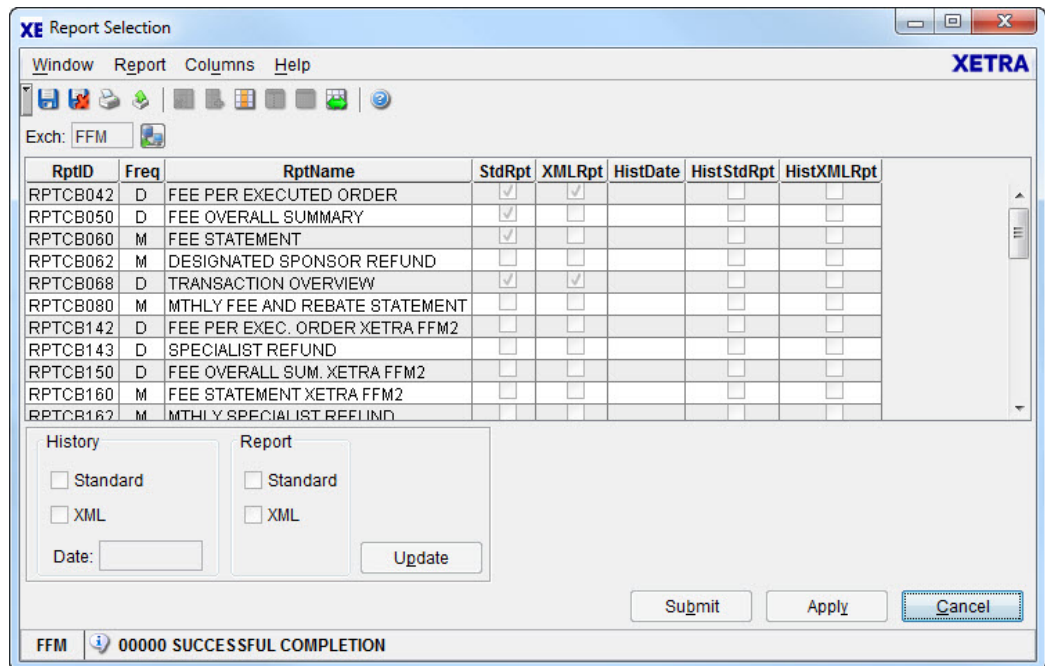 XE Report Selection
Window Report Columns Help XETRA
Exch: FFM
RptID Freq RptName StdRpt XMLRpt HistDate HistStdRpt HistXMLRpt
RPTCB042 D FEE PER EXECUTED ORDER
RPTCB050 D FEE OVERALL SUMMARY
RPTCB060 M FEE STATEMENT
RPTCB062 M DESIGNATED SPONSOR REFUND
RPTCB068 D TRANSACTION OVERVIEW
RPTCB080 M MTHLY FEE AND REBATE STATEMENT
RPTCB142 D FEE PER EXEC. ORDER XETRA FFM2
RPTCB143 D SPECIALIST REFUND
RPTCB150 D FEE OVERALL SUM. XETRA FFM2
RPTCB160 M FEE STATEMENT XETRA FFM2
RPTCB162 M MTHLY SPECIALIST REFUND
History Report
Standard Standard
XML XML
Date: Update
Submit Apply Cancel
FFM 00000 SUCCESSFUL COMPLETION